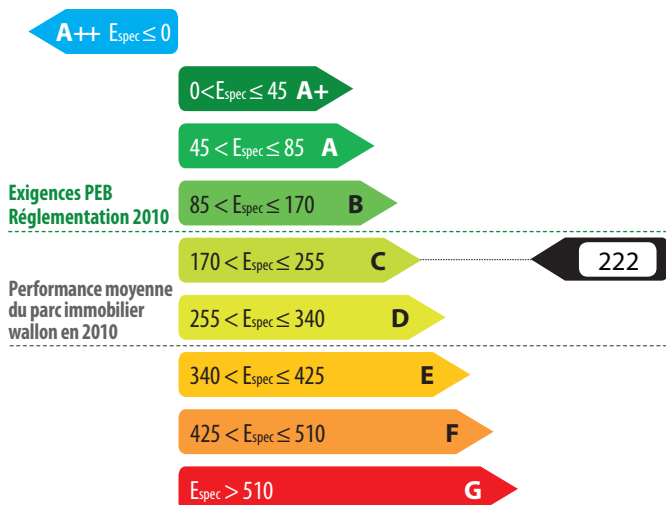 A++ Espec ≤ 0
0<Espec ≤ 45 A+
45 < Espec ≤ 85 A
Exigences PEB
Réglementation 2010
85 < Espec ≤ 170 B
170 < Espec ≤ 255 C
222
Performance moyenne
du parc immobilier
wallon en 2010
255 < Espec ≤ 340 D
340 < Espec ≤ 425 E
425 < Espec ≤ 510 F
Espec > 510 G